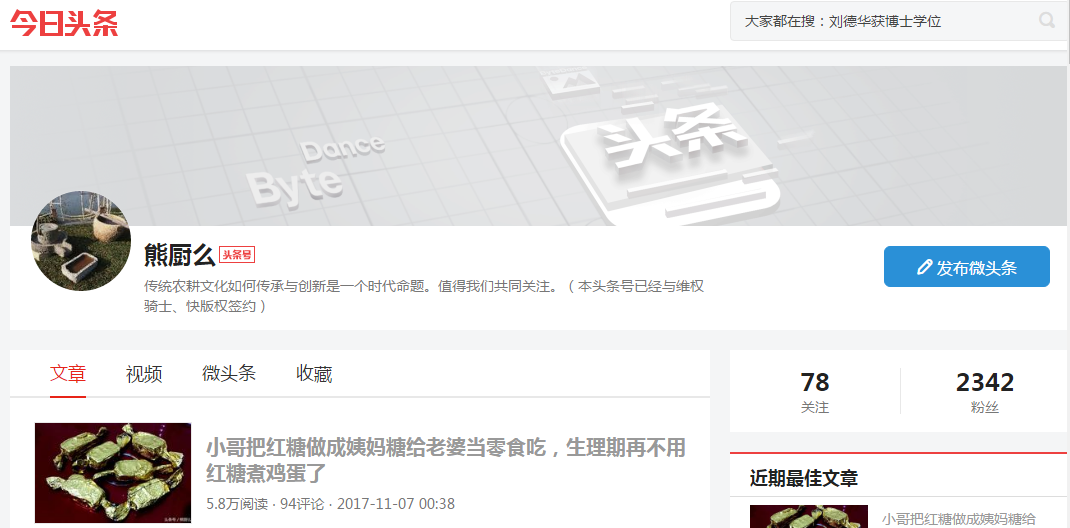 今日头条
大家都在搜：刘德华获博士学位
头条
Dance
Byte
熊厨么 头条号
传统农耕文化如何传承与创新是一个时代命题。值得我们共同关注。（本头条号已经与维权
骑士、快版权签约）
发布微头条
文章 视频 微头条 收藏
78 2342
关注 粉丝
小哥把红糖做成姨妈糖给老婆当零食吃，生理期再不用
红糖煮鸡蛋了
5.8万阅读 · 94评论 · 2017-11-07 00:38
近期最佳文章
小哥把红糖做成姨妈糖给